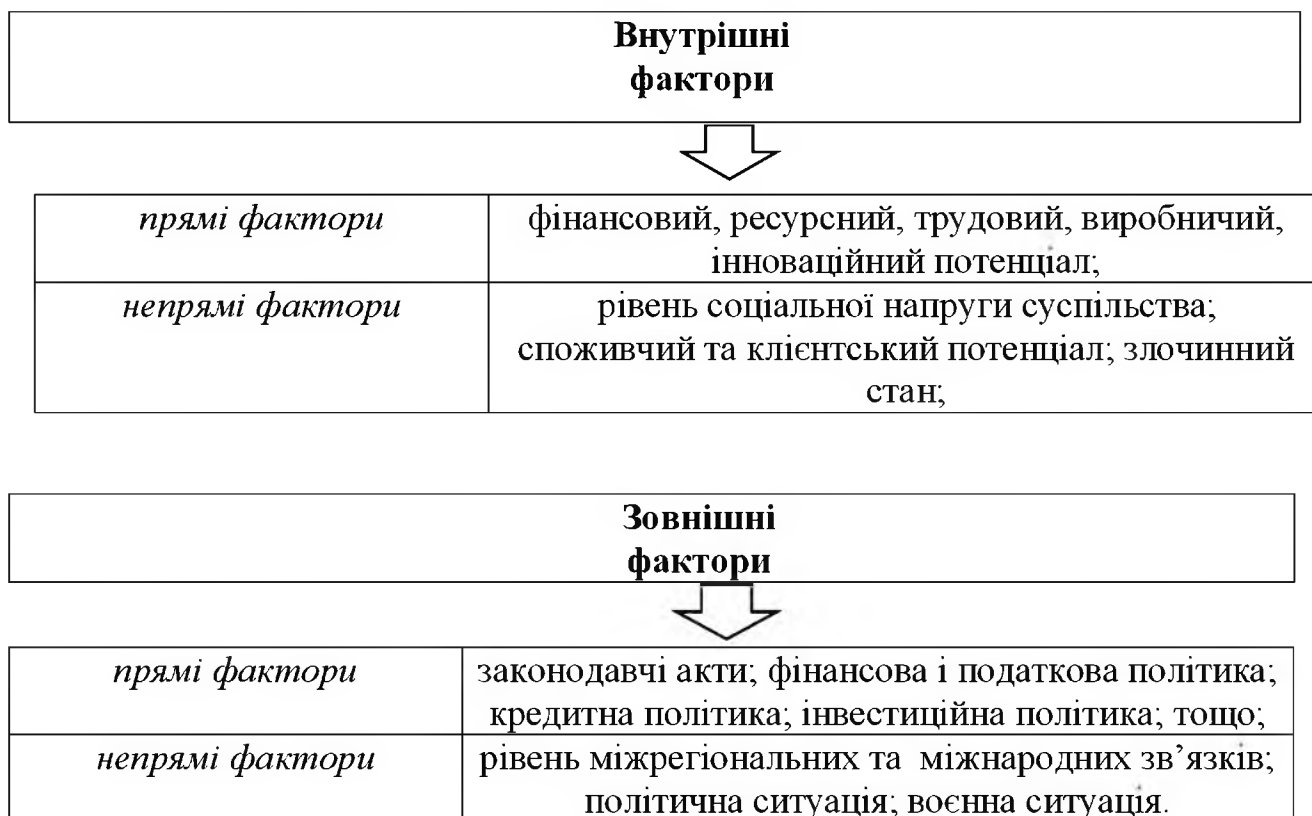 Внутрішні
фактори
прямі фактори
фінансовий, ресурсний, трудовий, виробничий,
інноваційний потенціал;
непрямі фактори
рівень соціальної напруги суспільства;
споживчий та клієнтський потенціал; злочинний
стан;
Зовнішні
фактори
прямі фактори
законодавчі акти; фінансова і податкова політика;
кредитна політика; інвестиційна політика; тощо;
непрямі фактори
рівень міжрегіональних та міжнародних зв’язків;
політична ситуація; воєнна ситуація.